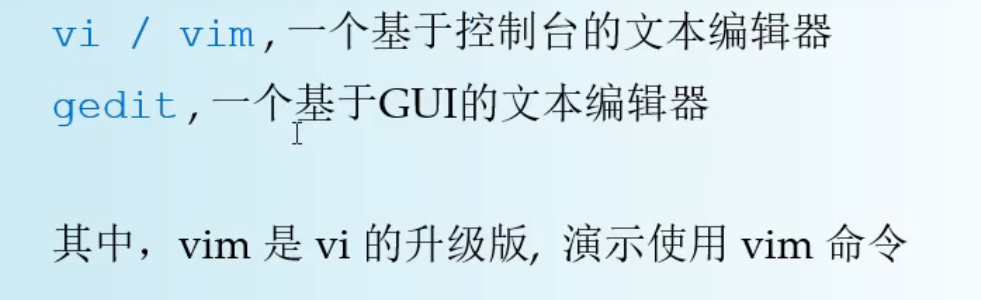 vi / vim , 一个基于控制台的文本编辑器
gedit , 一个基于GUI的文本编辑器
其中，vim 是 vi 的升级版, 演示使用 vim 命令